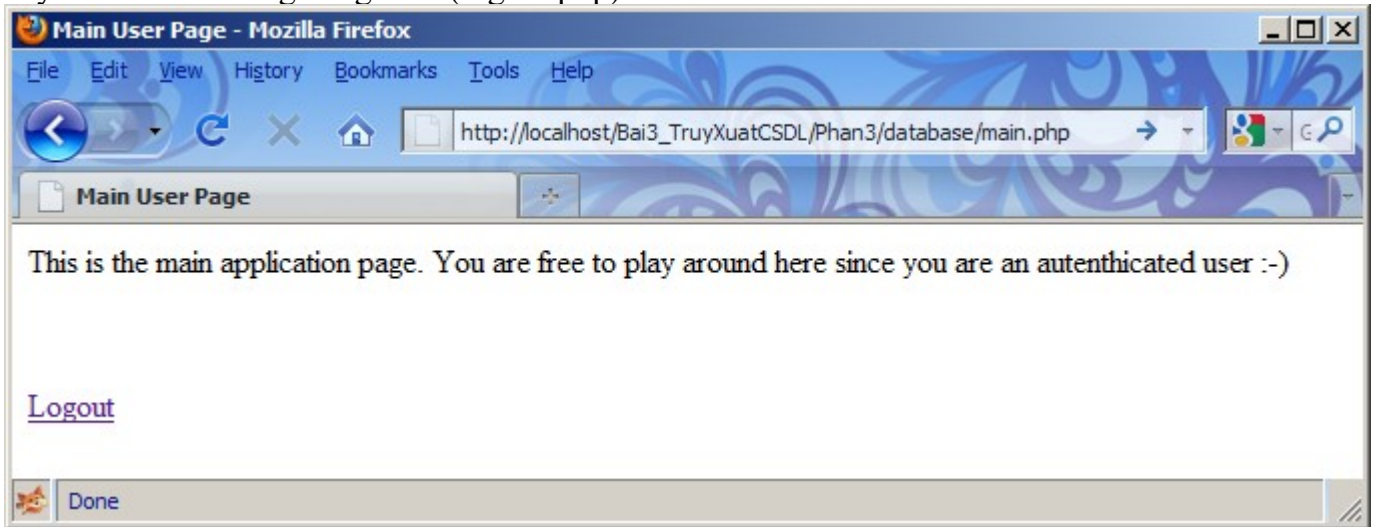 Main User Page - Mozilla Firefox
File Edit View History Bookmarks Tools Help
http://localhost/Bai3_TruyXuatCSDL/Phan3/database/main.php G
Main User Page
This is the main application page. You are free to play around here since you are an autenthicated user :-)
Logout
Done